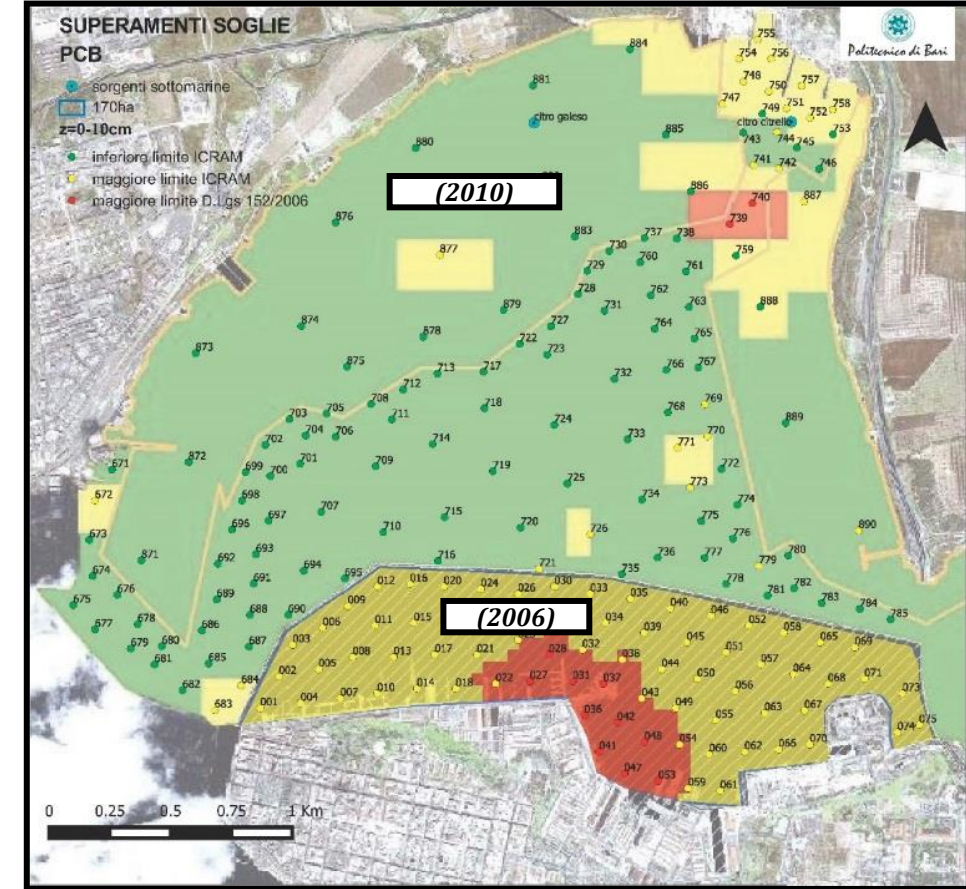 SUPERAMENTI SOGLIE
PCB
sorgenti sottomarine
170ha
z=0-10cm
inferiore limite ICRAM
maggiore limite ICRAM
maggiore limite D.Lgs 152/2006
Politecnico di Bari
884
755
754 756
881
748 757
750
747
751
749 752 758
citro galeso
citro citrello
885 743 744 753
880
745
741 742 746
(2010)
886
740 887
876
739
883 737 738
730
877
759
729 760 761
728 762
879 731 763 888
874 727 764
878 722 765
873 723
875 713 717 766 767
712 732
708 718 768 769
703 705 711 724
889
702 704 706 714 733 770
771
872 701 709 719
671 699 700 725 772
773
672 698 734 774
707
697 715 720 775
673 696 710 726 890
776
693
871 692 716 736 777 780
694 721 779
674 695 735
691 778 782
676 012 016 020 024 030 033 781
675 689 026 035 783
009 040 784
688 690 046 785
678 006 011 015 (2006) 034 052
677 686 039 058
003 045 065
679 680 687 008 013 017 021 028 032 051 069
681 685 005 038 057
002 044 064 071
682 684 022 027 031 037 050 068
004 007 010 014 018 043 056 073
683 001 036 049 063 067
042 055 074 075
041 048 054 060 062 066 070
047 053
059 061
0 0.25 0.5 0.75 1 Km